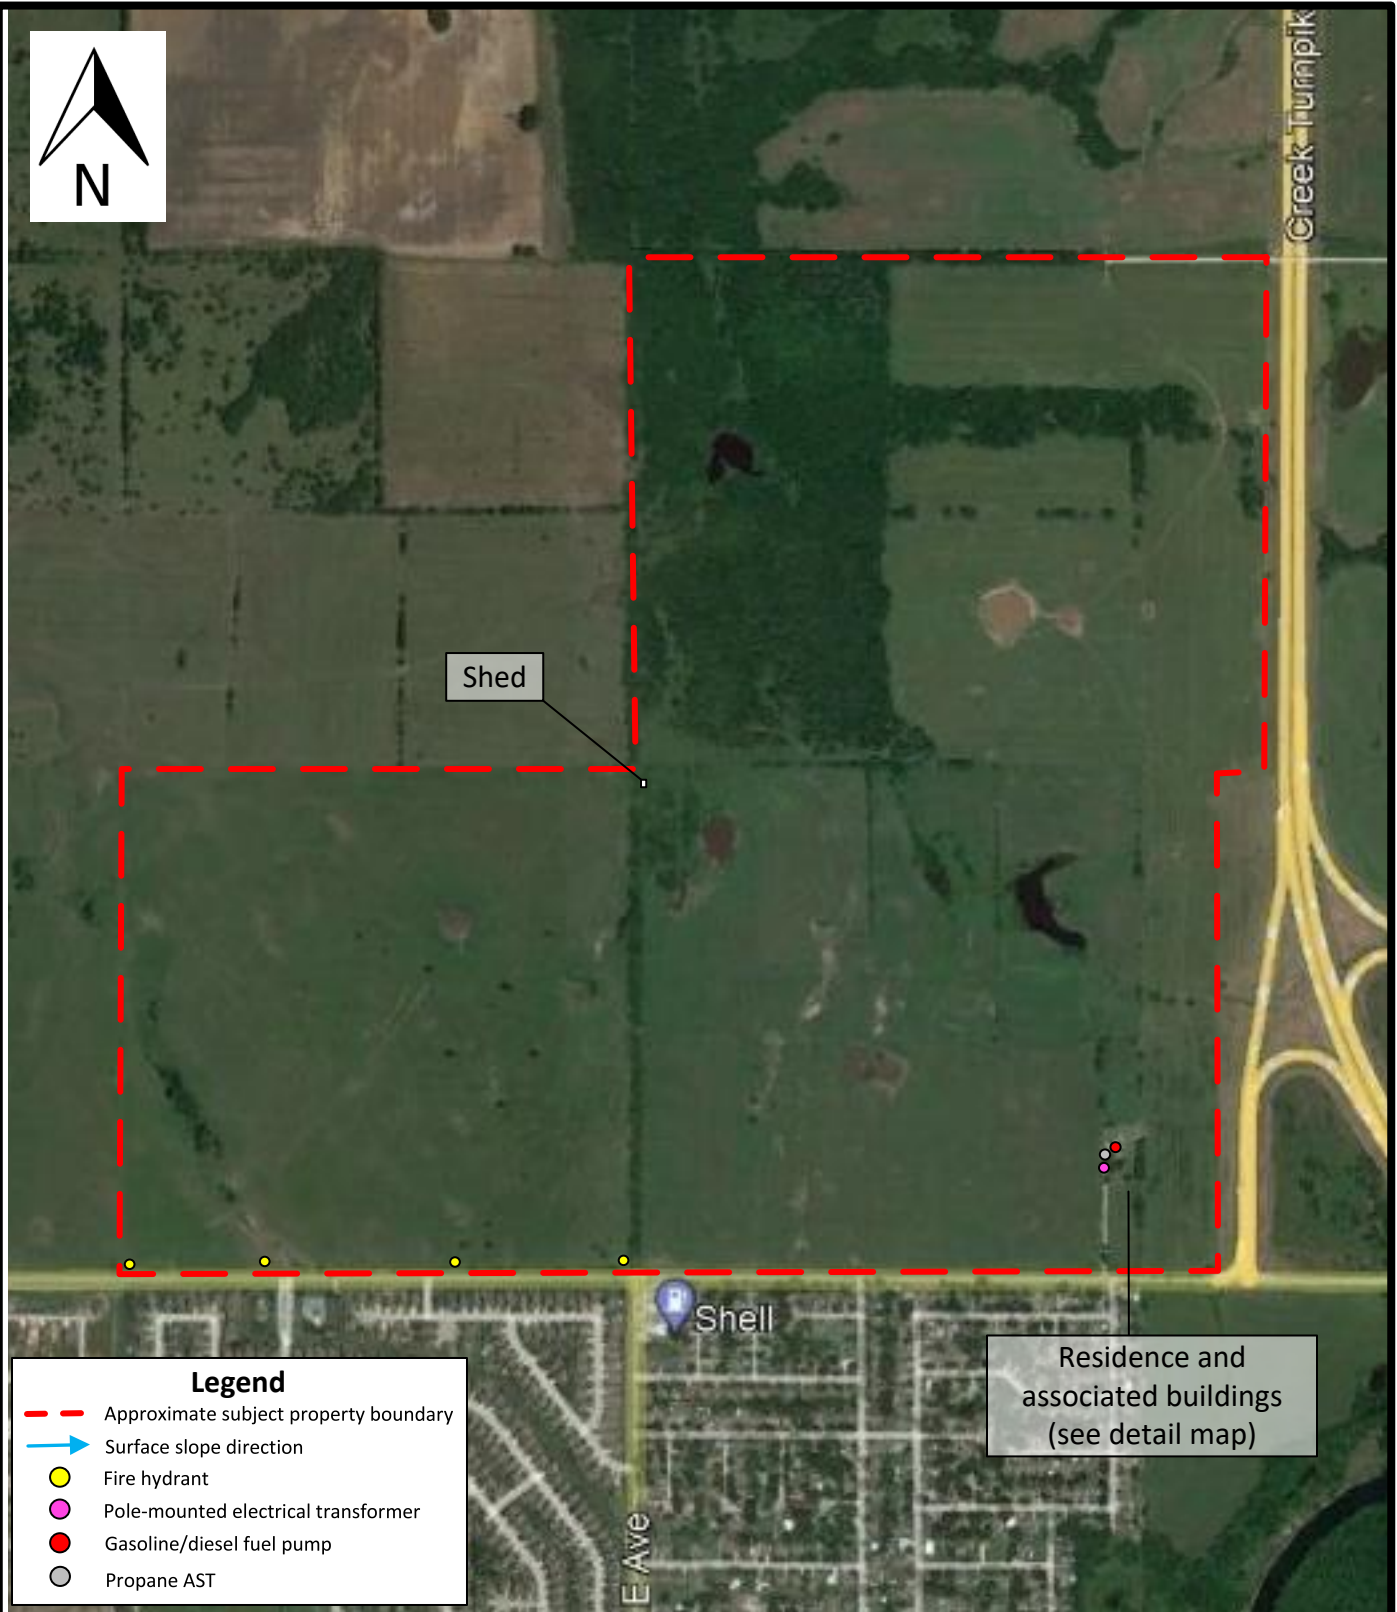 N
Creek Turnpik
Shed
Shell
Residence and
associated buildings
(see detail map)
E Ave
Legend
Approximate subject property boundary
Surface slope direction
Fire hydrant
Pole-mounted electrical transformer
Gasoline/diesel fuel pump
Propane AST